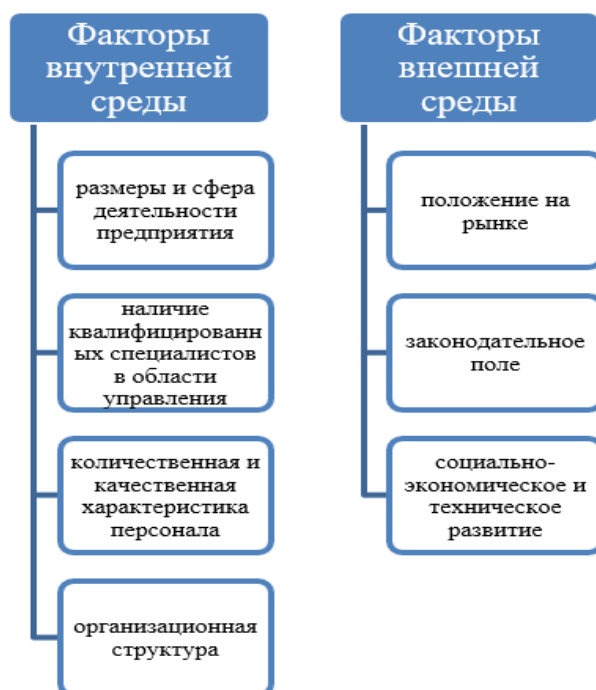 Факторы
внутренней
среды
размеры и сфера
деятельности
предприятия
наличие
квалифицированн
ых специалистов
в области
управления
количественная и
качественная
характеристика
персонала
организационная
структура
Факторы
внешней
среды
положение на
рынке
законодательное
поле
социально-
экономическое и
техническое
развитие